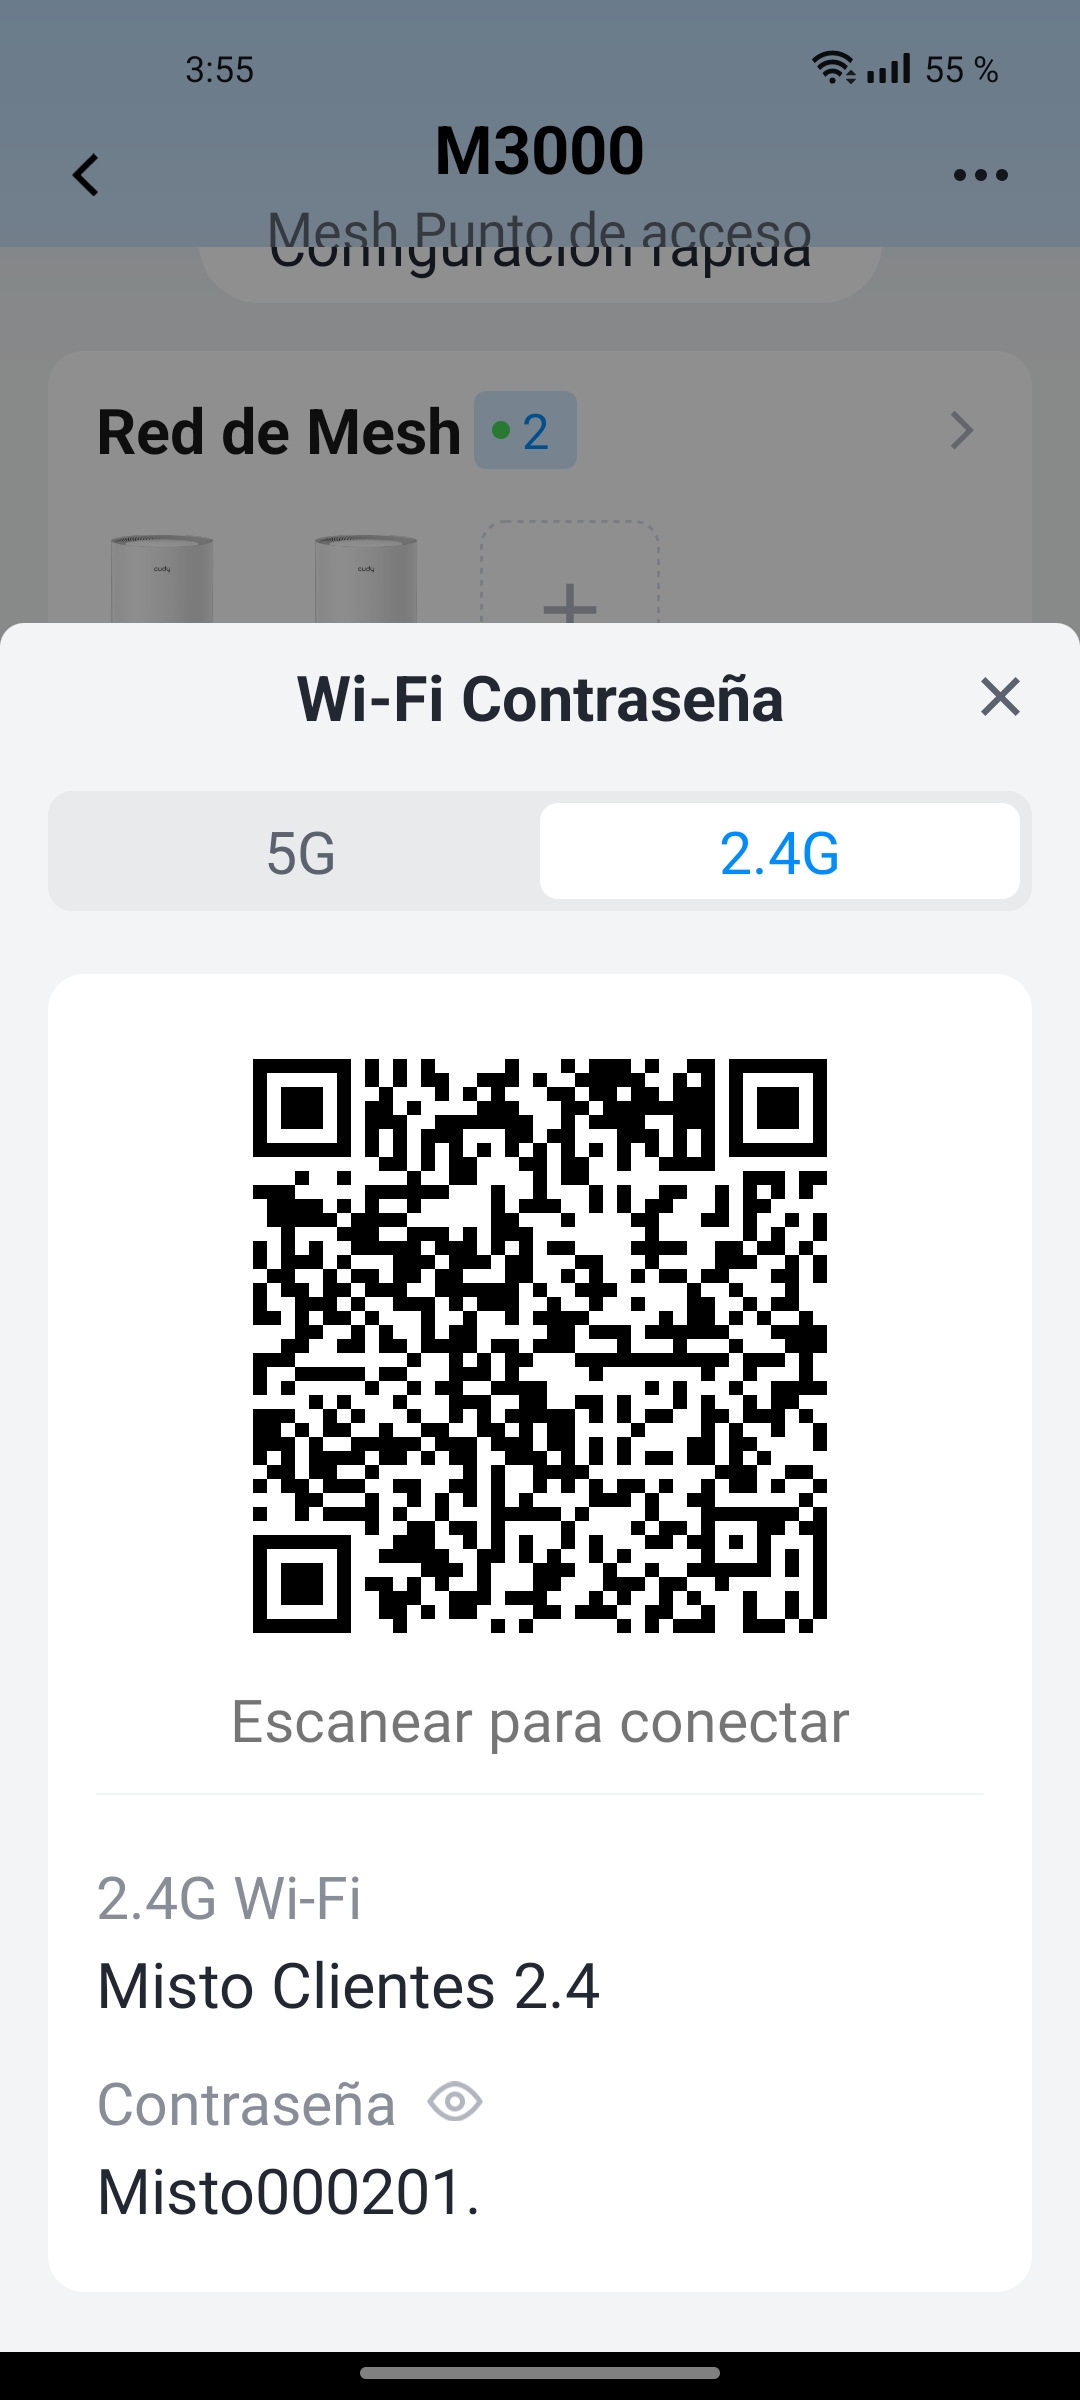 3:55
55 %
M3000
Mesh Punto de acceso
Configuración rápida
Red de Mesh
2
cudy
cudy
Wi-Fi Contraseña
5G
2.4G
Escanear para conectar
2.4G Wi-Fi
Misto Clientes 2.4
Contraseña
Misto000201.